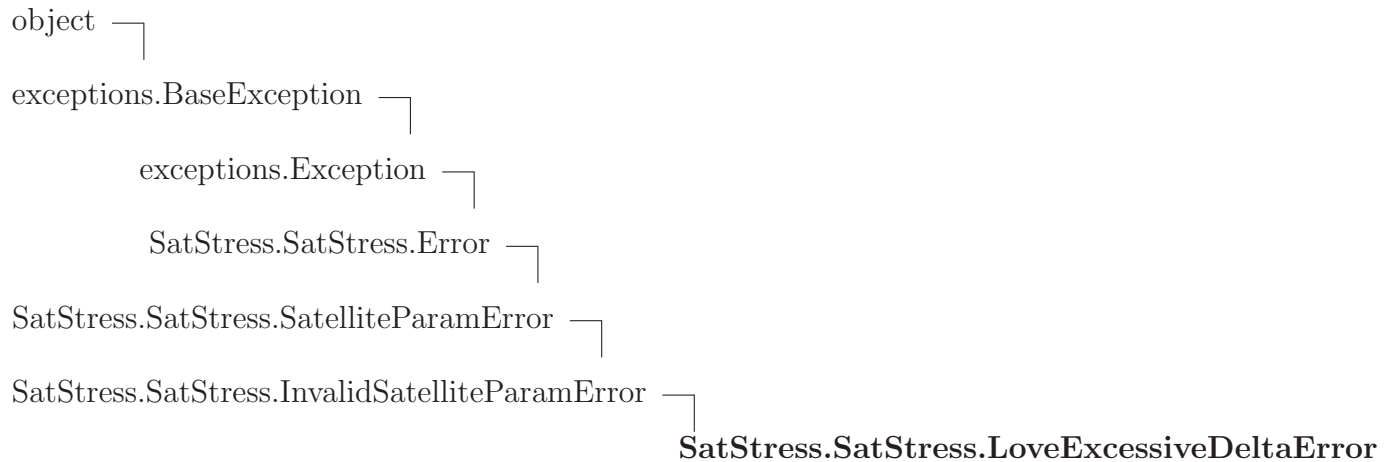 object
exceptions.BaseException
exceptions.Exception
SatStress.SatStress.Error
SatStress.SatStress.SatelliteParamError
SatStress.SatStress.InvalidSatelliteParamError
SatStress.SatStress.LoveExcessiveDeltaError